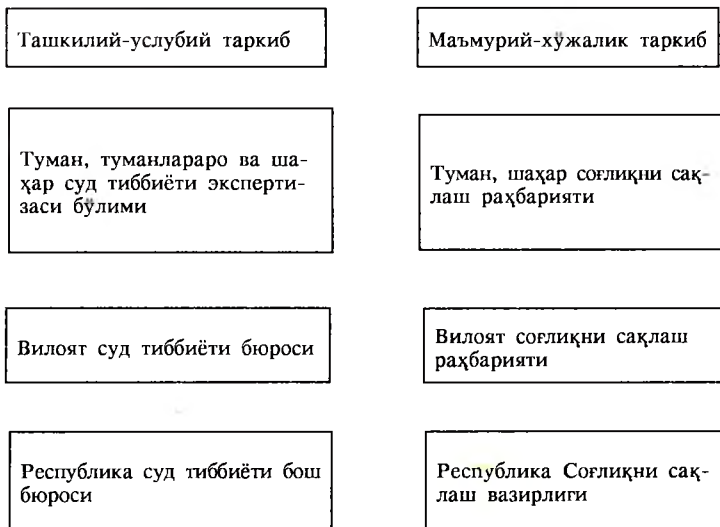 Ташкилий-услубий таркиб
Маъмурий-хўжалик таркиб
Туман, туманлараро ва ша-
ҳар суд тиббиёти эксперти-
заси бўлими
Туман, шаҳар соғлиқни сақ-
лаш раҳбарияти
Вилоят суд тиббиёти бюроси
Вилоят соғлиқни сақлаш
раҳбарияти
Республика суд тиббиёти бош
бюроси
Республика Соғлиқни сақ-
лаш вазирлиги